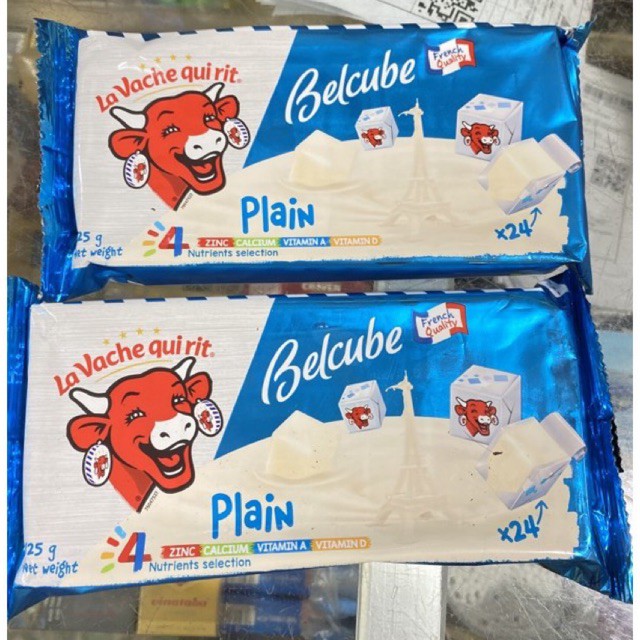 La Vache qui rit
Belcube
French
Quality
Plain
25 g
Net weight
4 ZINC CALCIUM VITAMIN A VITAMIN D
Nutrients selection
x24
La Vache qui rit
Belcube
French
Quality
Plain
25 g
Net weight
4 ZINC CALCIUM VITAMIN A VITAMIN D
Nutrients selection
x24